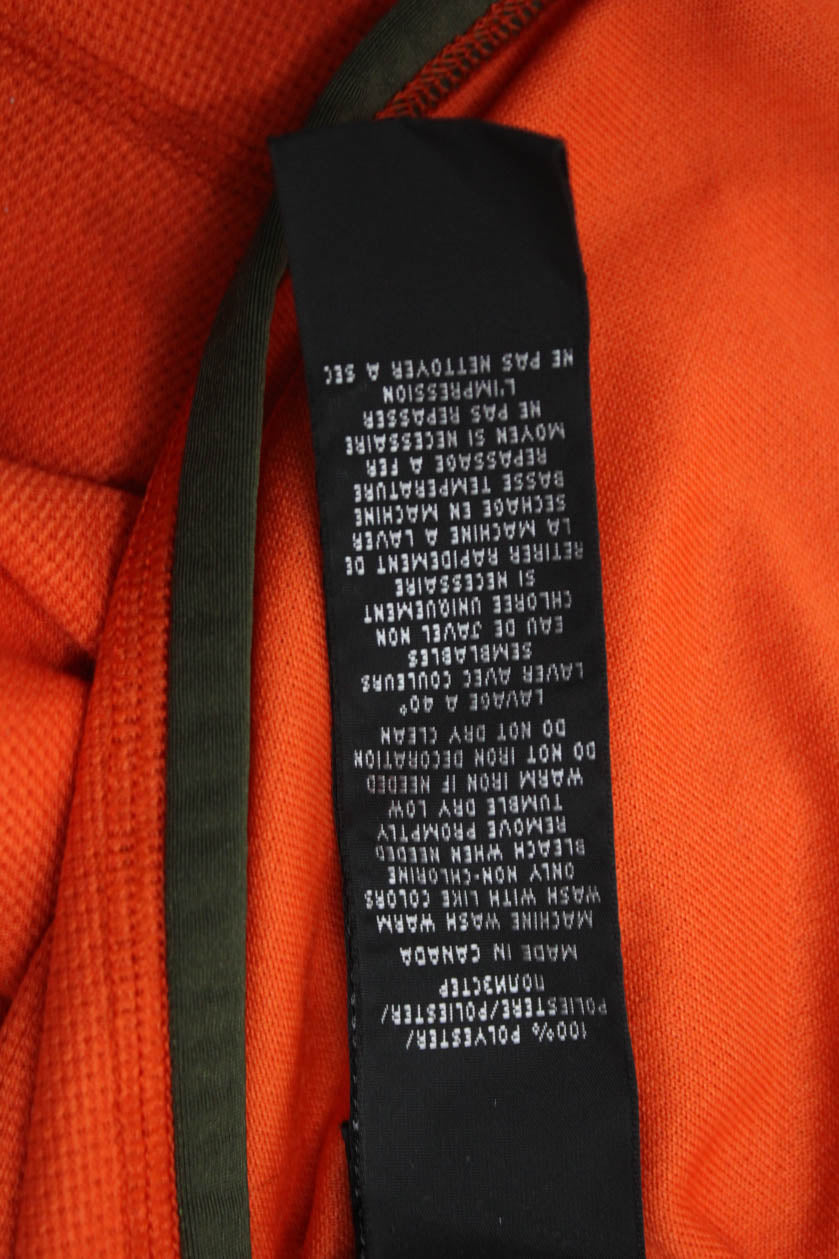 100% POLYESTER/
POLIESTERE/POLIESTER/
ПОЛИЭСТЕР
MADE IN CANADA
MACHINE WASH WARM
WASH WITH LIKE COLORS
ONLY NON-CHLORINE
BLEACH WHEN NEEDED
REMOVE PROMPTLY
TUMBLE DRY LOW
WARM IRON IF NEEDED
DO NOT IRON DECORATION
DO NOT DRY CLEAN
LAVAGE A 40°
LAVER AVEC COULEURS
SEMBLABLES
EAU DE JAVEL NON
CHLOREE UNIQUEMENT
SI NECESSAIRE
RETIRER RAPIDEMENT DE
LA MACHINE A LAVER
SECHAGE EN MACHINE
BASSE TEMPERATURE
REPASSAGE A FER
MOYEN SI NECESSAIRE
NE PAS REPASSER
L'IMPRESSION
NE PAS NETTOYER A SEC